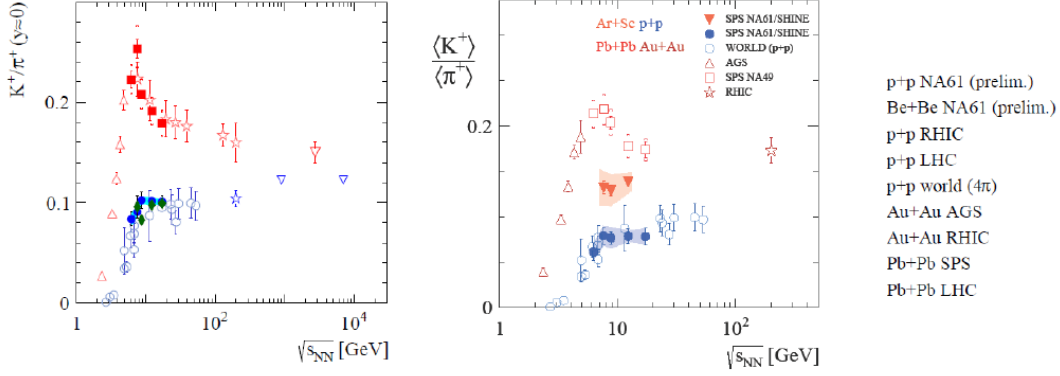 K⁺/π⁺ (y≈0)
0.2
0.1
0
1
10
10²
10⁴
√s_NN [GeV]
⟨K⁺⟩
⟨π⁺⟩
Ar+Sc p+p
Pb+Pb Au+Au
SPS NA61/SHINE
SPS NA61/SHINE
WORLD (p+p)
AGS
SPS NA49
RHIC
0.2
0
1
10
10²
√s_NN [GeV]
p+p NA61 (prelim.)
Be+Be NA61 (prelim.)
p+p RHIC
p+p LHC
p+p world (4π)
Au+Au AGS
Au+Au RHIC
Pb+Pb SPS
Pb+Pb LHC